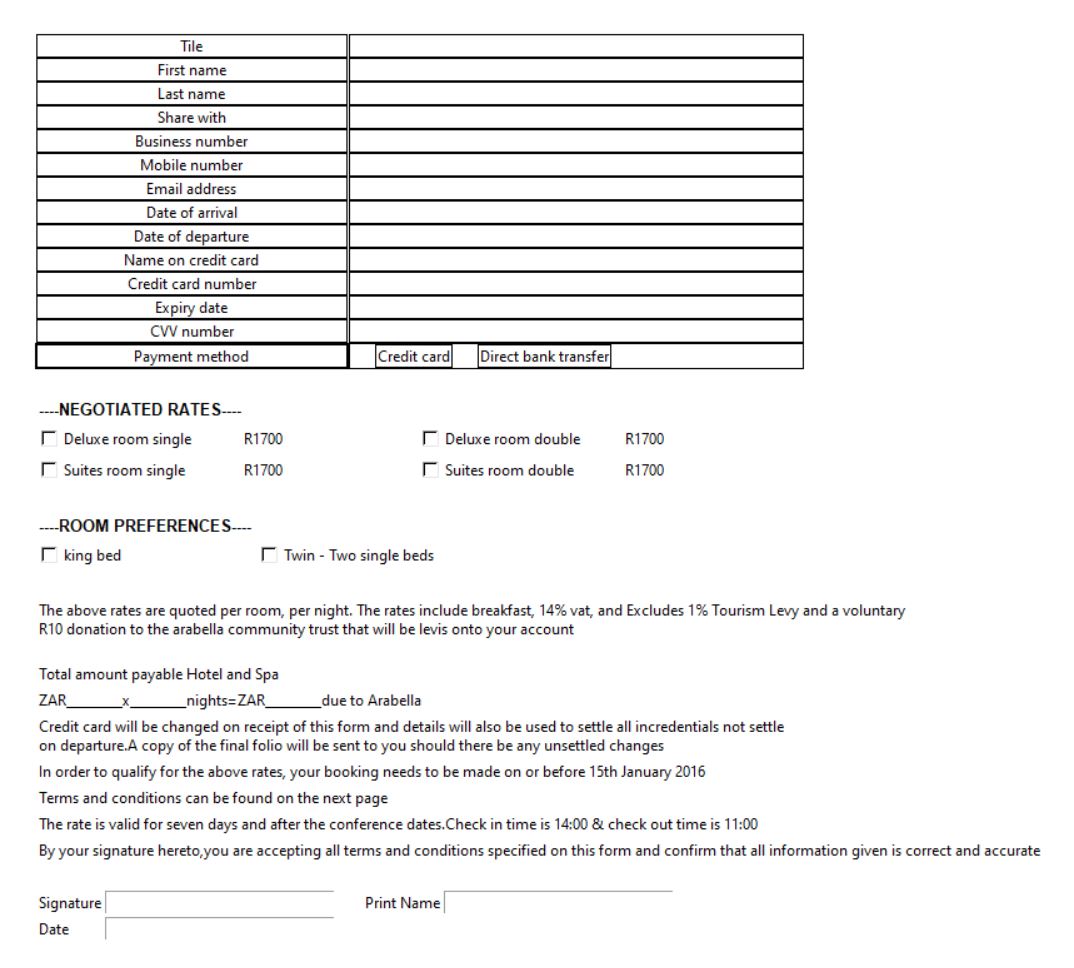 Tile
First name
Last name
Share with
Business number
Mobile number
Email address
Date of arrival
Date of departure
Name on credit card
Credit card number
Expiry date
CVV number
Payment method Credit card Direct bank transfer
----NEGOTIATED RATES----
Deluxe room single R1700 Deluxe room double R1700
Suites room single R1700 Suites room double R1700
----ROOM PREFERENCES----
king bed Twin - Two single beds
The above rates are quoted per room, per night. The rates include breakfast, 14% vat, and Excludes 1% Tourism Levy and a voluntary
R10 donation to the arabella community trust that will be levis onto your account
Total amount payable Hotel and Spa
ZAR_______x_______nights=ZAR_______due to Arabella
Credit card will be changed on receipt of this form and details will also be used to settle all incredentials not settle
on departure.A copy of the final folio will be sent to you should there be any unsettled changes
In order to qualify for the above rates, your booking needs to be made on or before 15th January 2016
Terms and conditions can be found on the next page
The rate is valid for seven days and after the conference dates.Check in time is 14:00 & check out time is 11:00
By your signature hereto,you are accepting all terms and conditions specified on this form and confirm that all information given is correct and accurate
Signature Print Name
Date